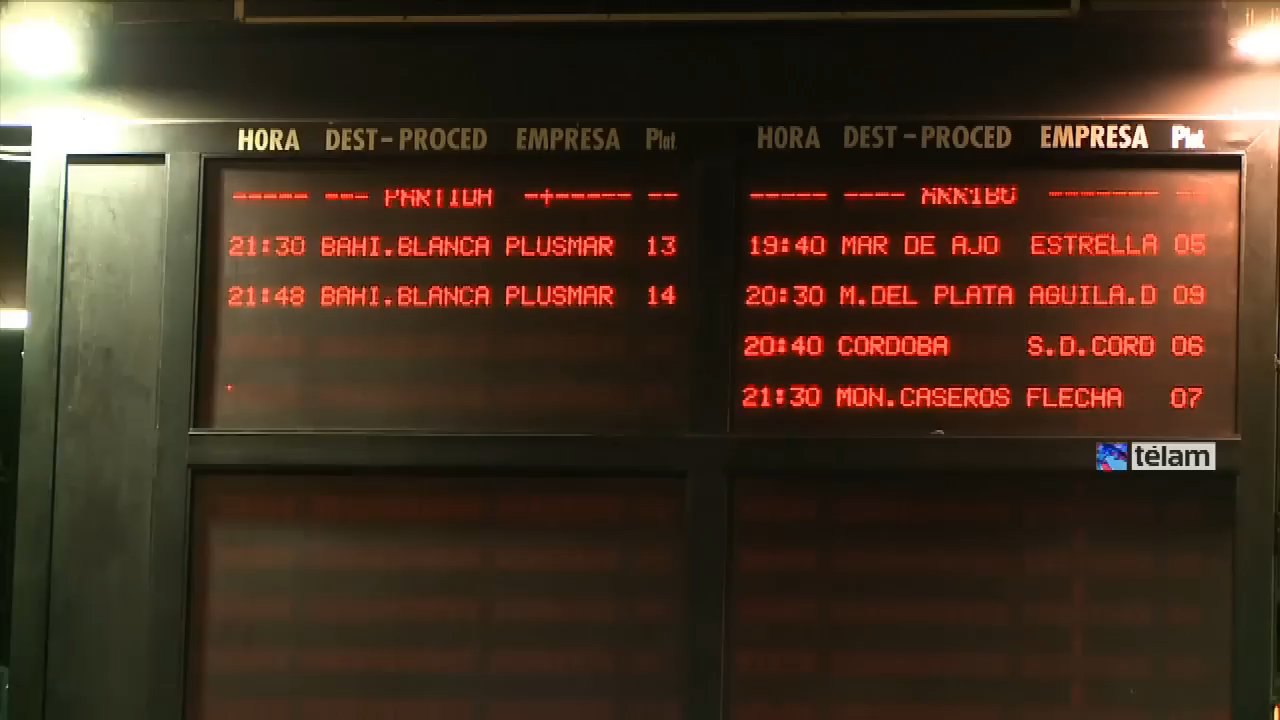 HORA DEST-PROCED EMPRESA Plat.
----- --- PARTIDA -+----- --
21:30 BAHI.BLANCA PLUSMAR 13
21:48 BAHI.BLANCA PLUSMAR 14
HORA DEST-PROCED EMPRESA Plat.
----- ---- ARRIBO ------- --
19:40 MAR DE AJO ESTRELLA 05
20:30 M.DEL PLATA AGUILA.D 09
20:40 CORDOBA S.D.CORD 06
21:30 MON.CASEROS FLECHA 07
télam